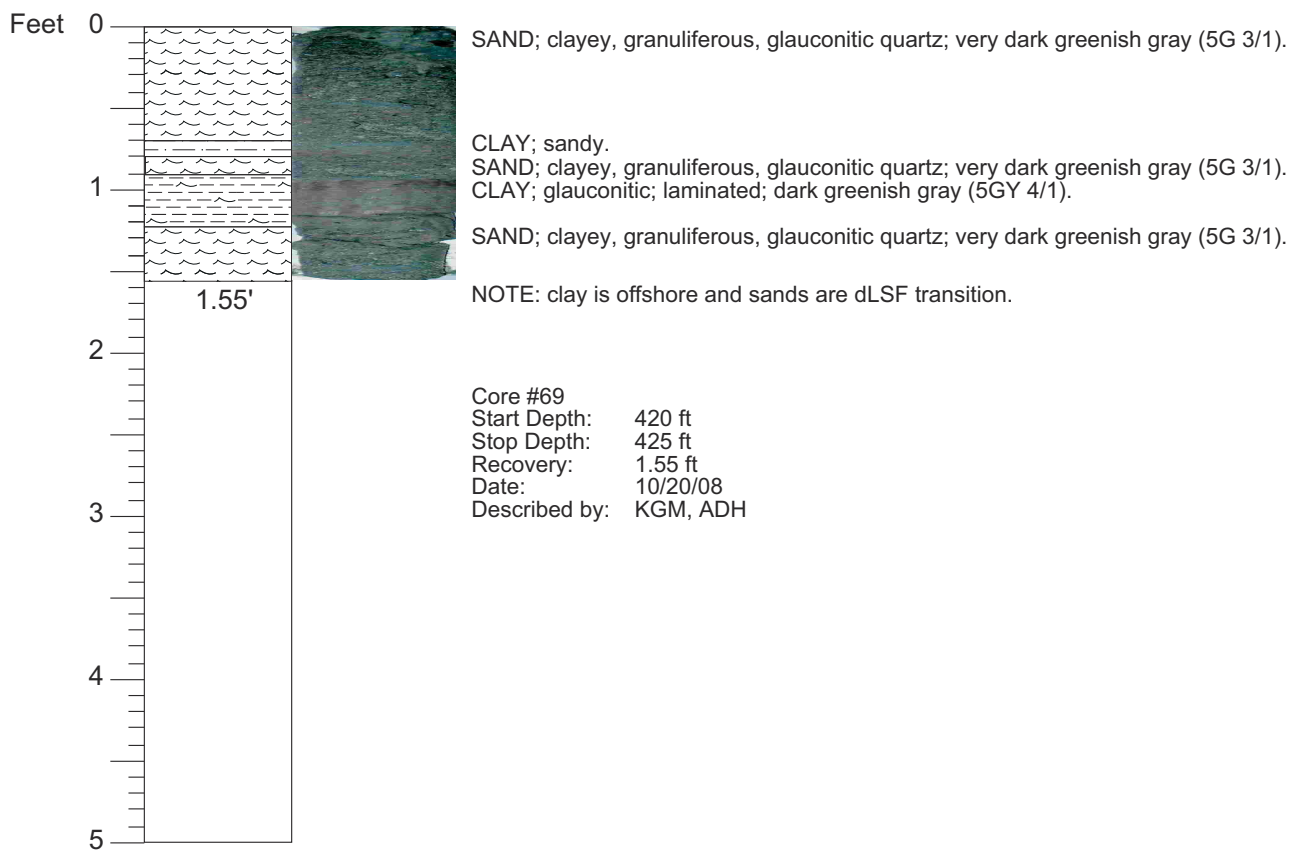 Feet 0
SAND; clayey, granuliferous, glauconitic quartz; very dark greenish gray (5G 3/1).
CLAY; sandy.
SAND; clayey, granuliferous, glauconitic quartz; very dark greenish gray (5G 3/1).
1
CLAY; glauconitic; laminated; dark greenish gray (5GY 4/1).
SAND; clayey, granuliferous, glauconitic quartz; very dark greenish gray (5G 3/1).
1.55'
NOTE: clay is offshore and sands are dLSF transition.
2
Core #69
Start Depth: 420 ft
Stop Depth: 425 ft
Recovery: 1.55 ft
Date: 10/20/08
Described by: KGM, ADH
3
4
5